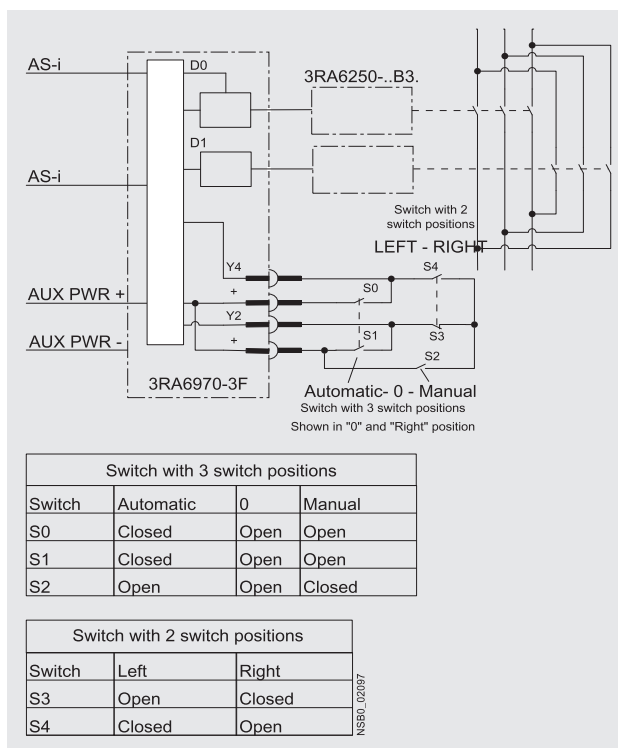 AS-i
D0
3RA6250-..B3.
D1
AS-i
Switch with 2
switch positions
LEFT - RIGHT
Y4
S4
S0
AUX PWR +
+
Y2
S1
S3
AUX PWR -
+
S2
3RA6970-3F
Automatic- 0 - Manual
Switch with 3 switch positions
Shown in "0" and "Right" position
Switch with 3 switch positions
Switch Automatic 0 Manual
S0 Closed Open Open
S1 Closed Open Open
S2 Open Open Closed
Switch with 2 switch positions
Switch Left Right
S3 Open Closed
S4 Closed Open
NSB0_02097